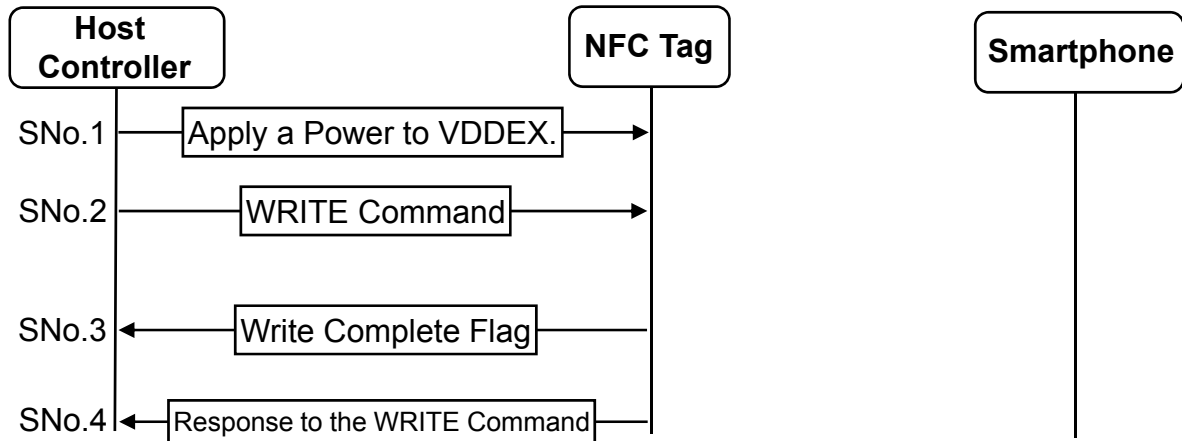 Host
Controller
NFC Tag
Smartphone
SNo.1
Apply a Power to VDDEX.
SNo.2
WRITE Command
SNo.3
Write Complete Flag
SNo.4
Response to the WRITE Command